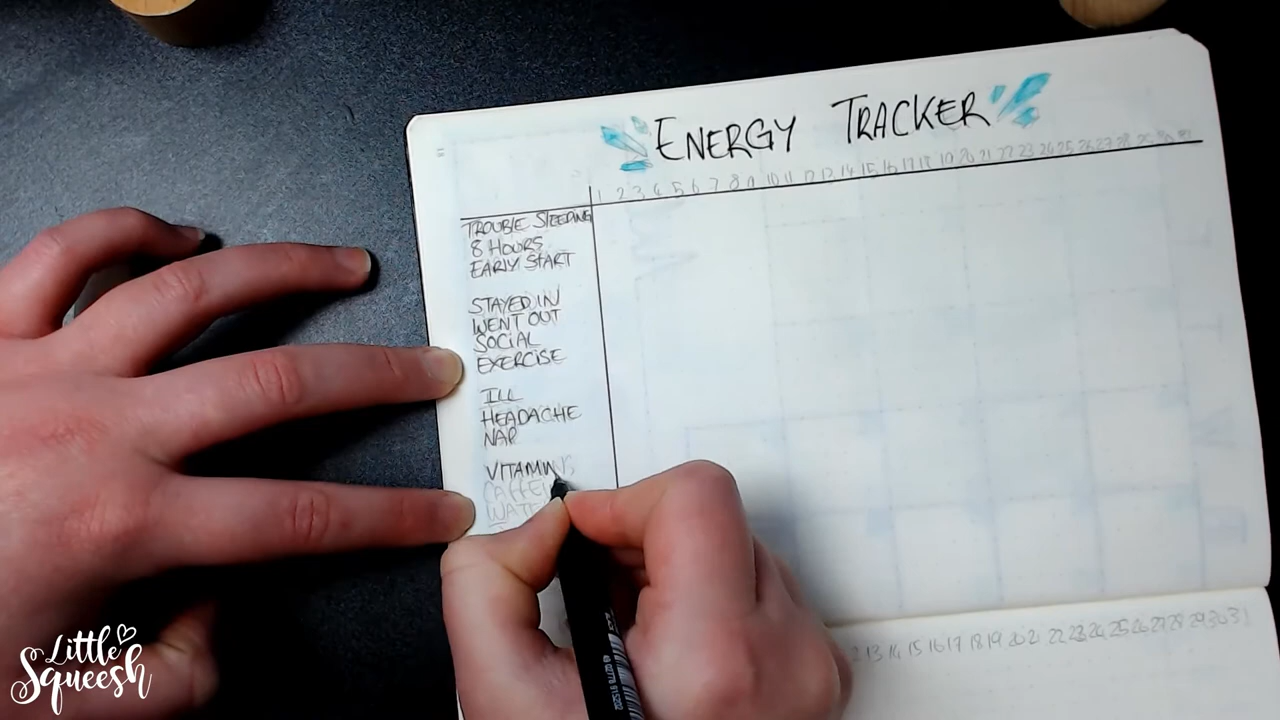 ENERGY TRACKER
1 2 3 4 5 6 7 8 9 10 11 12 13 14 15 16 17 18 19 20 21 22 23 24 25 26 27 28 29 30 31
TROUBLE SLEEPING
8 HOURS
EARLY START
STAYED IN
WENT OUT
SOCIAL
EXERCISE
ILL
HEADACHE
NAP
VITAMINS
13 14 15 16 17 18 19 20 21 22 23 24 25 26 27 28 29 30 31
Little
Squeesh